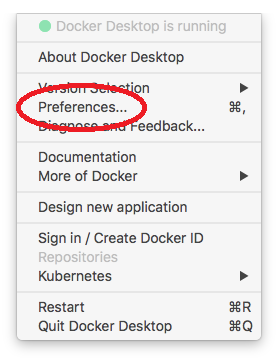 Docker Desktop is running
About Docker Desktop
Version Selection ▶
Preferences... ⌘,
Diagnose and Feedback...
Documentation
More of Docker ▶
Design new application
Sign in / Create Docker ID
Repositories
Kubernetes ▶
Restart ⌘R
Quit Docker Desktop ⌘Q